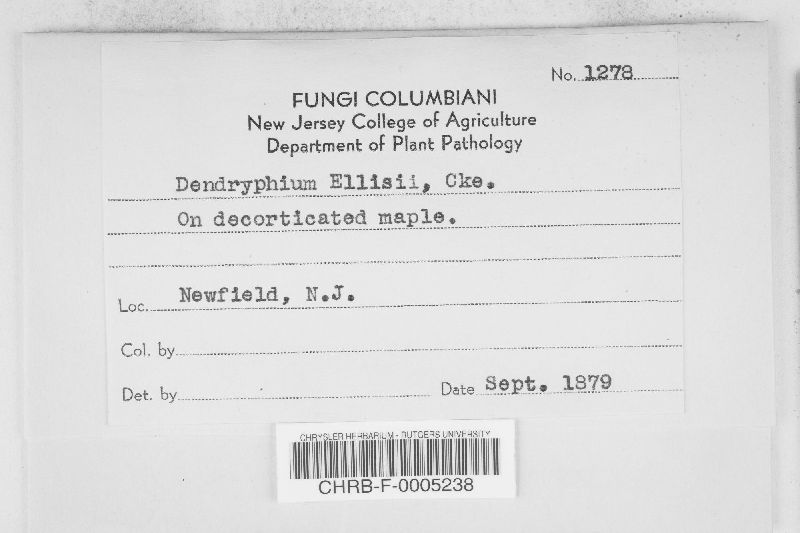 No. 1278
FUNGI COLUMBIANI
New Jersey College of Agriculture
Department of Plant Pathology
Dendryphium Ellisii, Cke.
On decorticated maple.
Loc. Newfield, N.J.
Col. by
Det. by Date Sept. 1879
CHRYSLER HERBARIUM - RUTGERS UNIVERSITY
CHRB-F-0005238